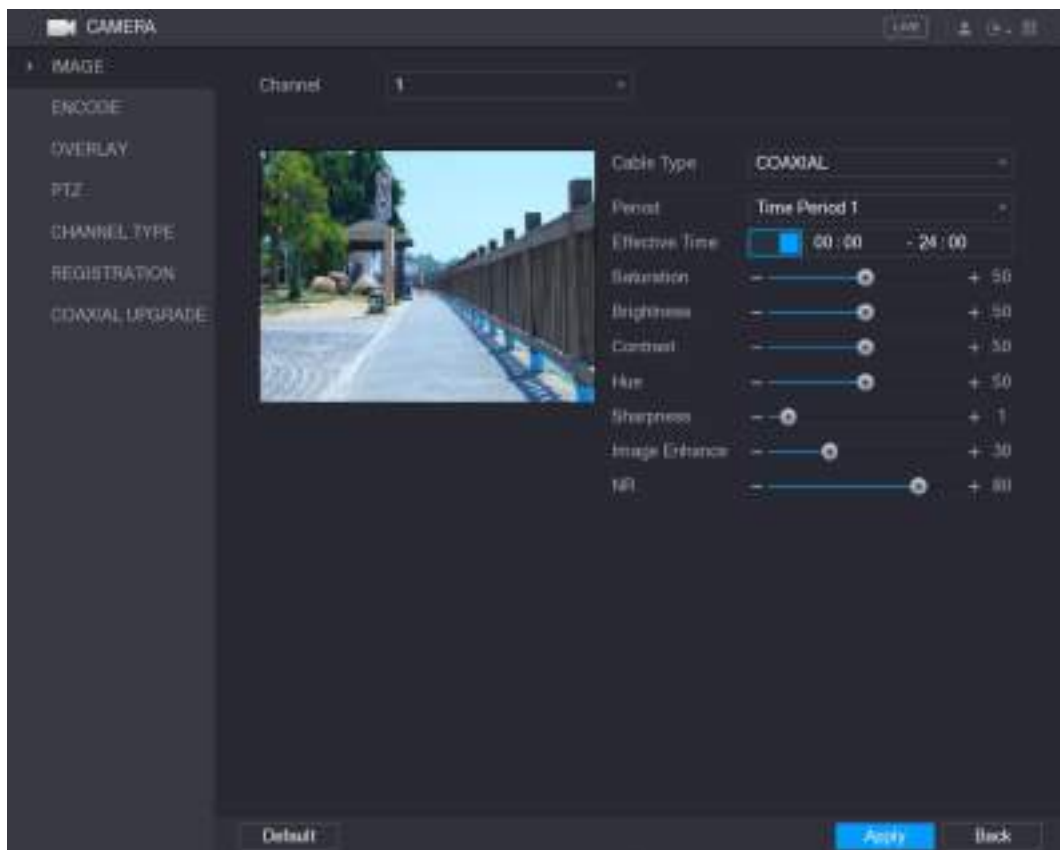 CAMERA
LIVE
IMAGE
ENCODE
OVERLAY
PTZ
CHANNEL TYPE
REGISTRATION
COAXIAL UPGRADE
Channel 1
Cable Type COAXIAL
Period Time Period 1
Effective Time 00 : 00 - 24 : 00
Saturation - + 50
Brightness - + 50
Contrast - + 50
Hue - + 50
Sharpness - + 1
Image Enhance - + 30
NR - + 80
Default
Apply
Back